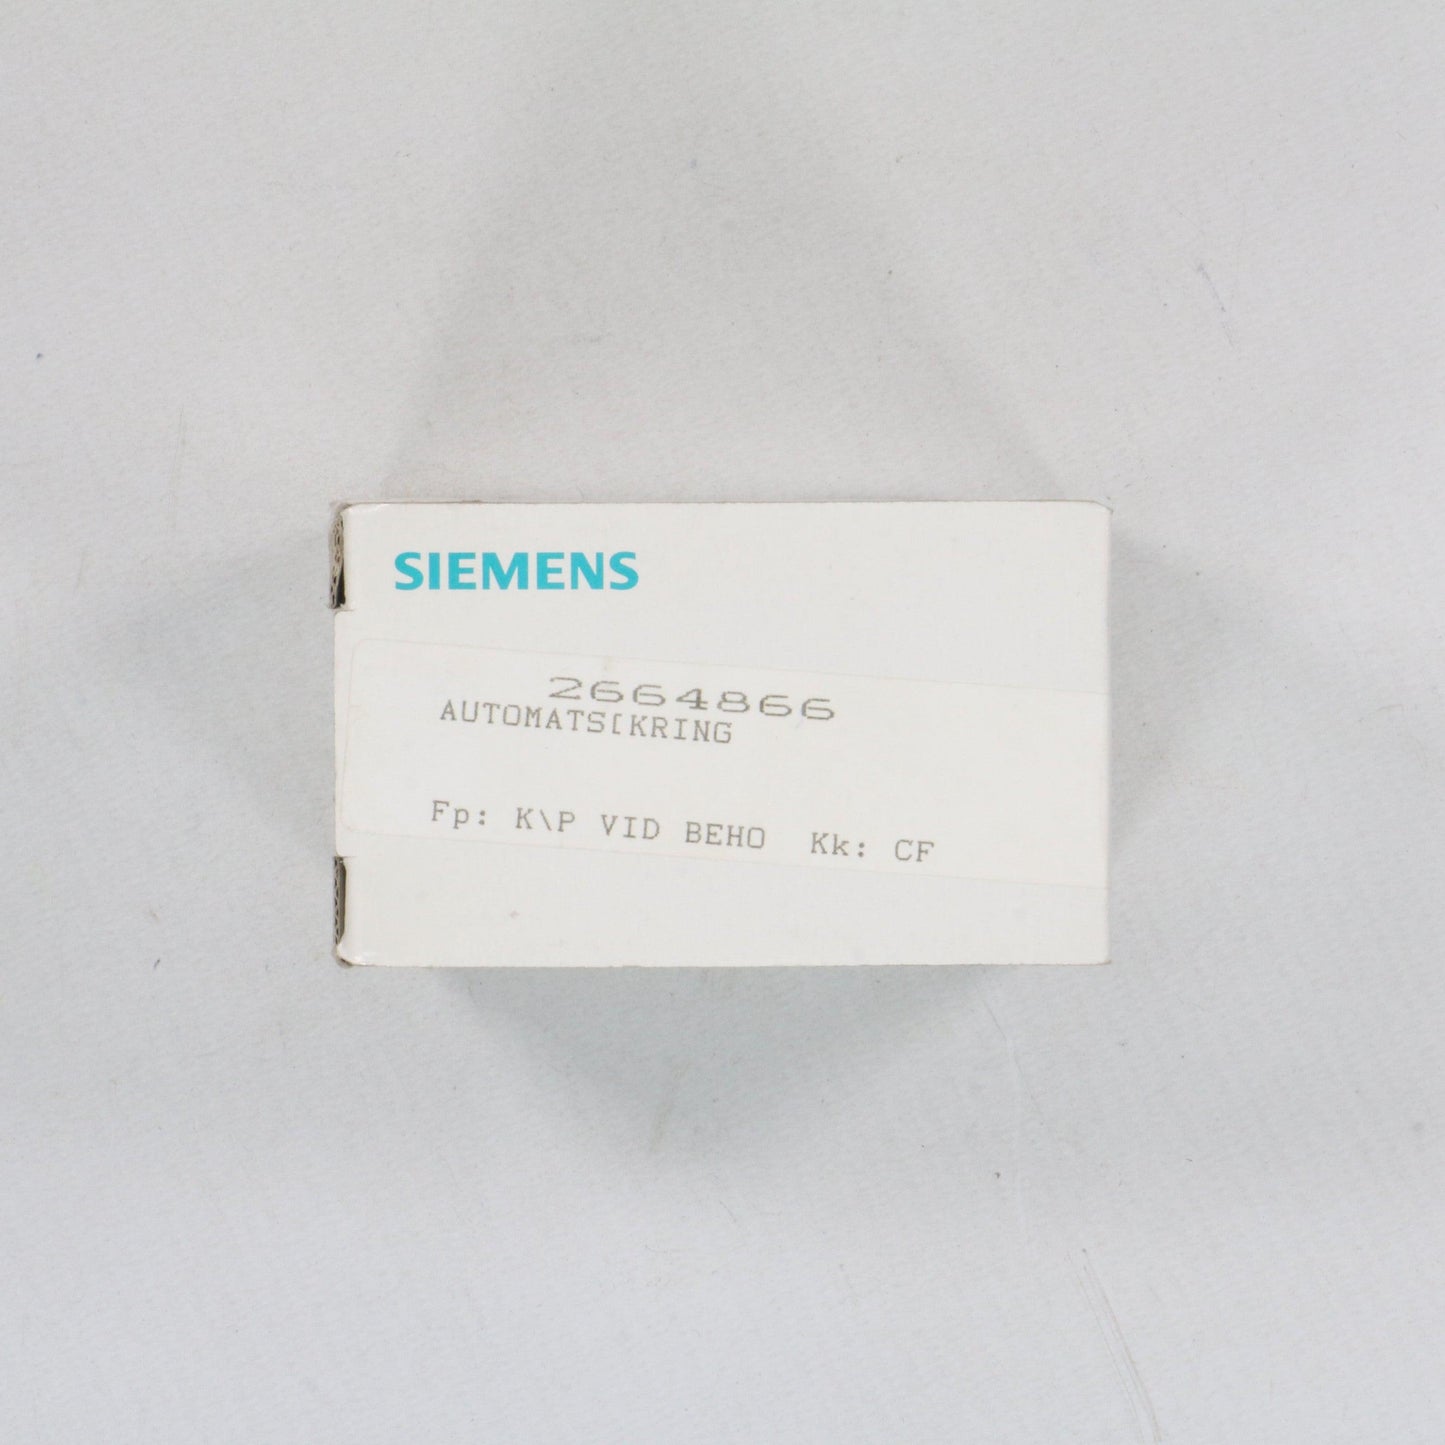 SIEMENS
2664866
AUTOMATS[KRING
Fp: K\P VID BEHO Kk: CF